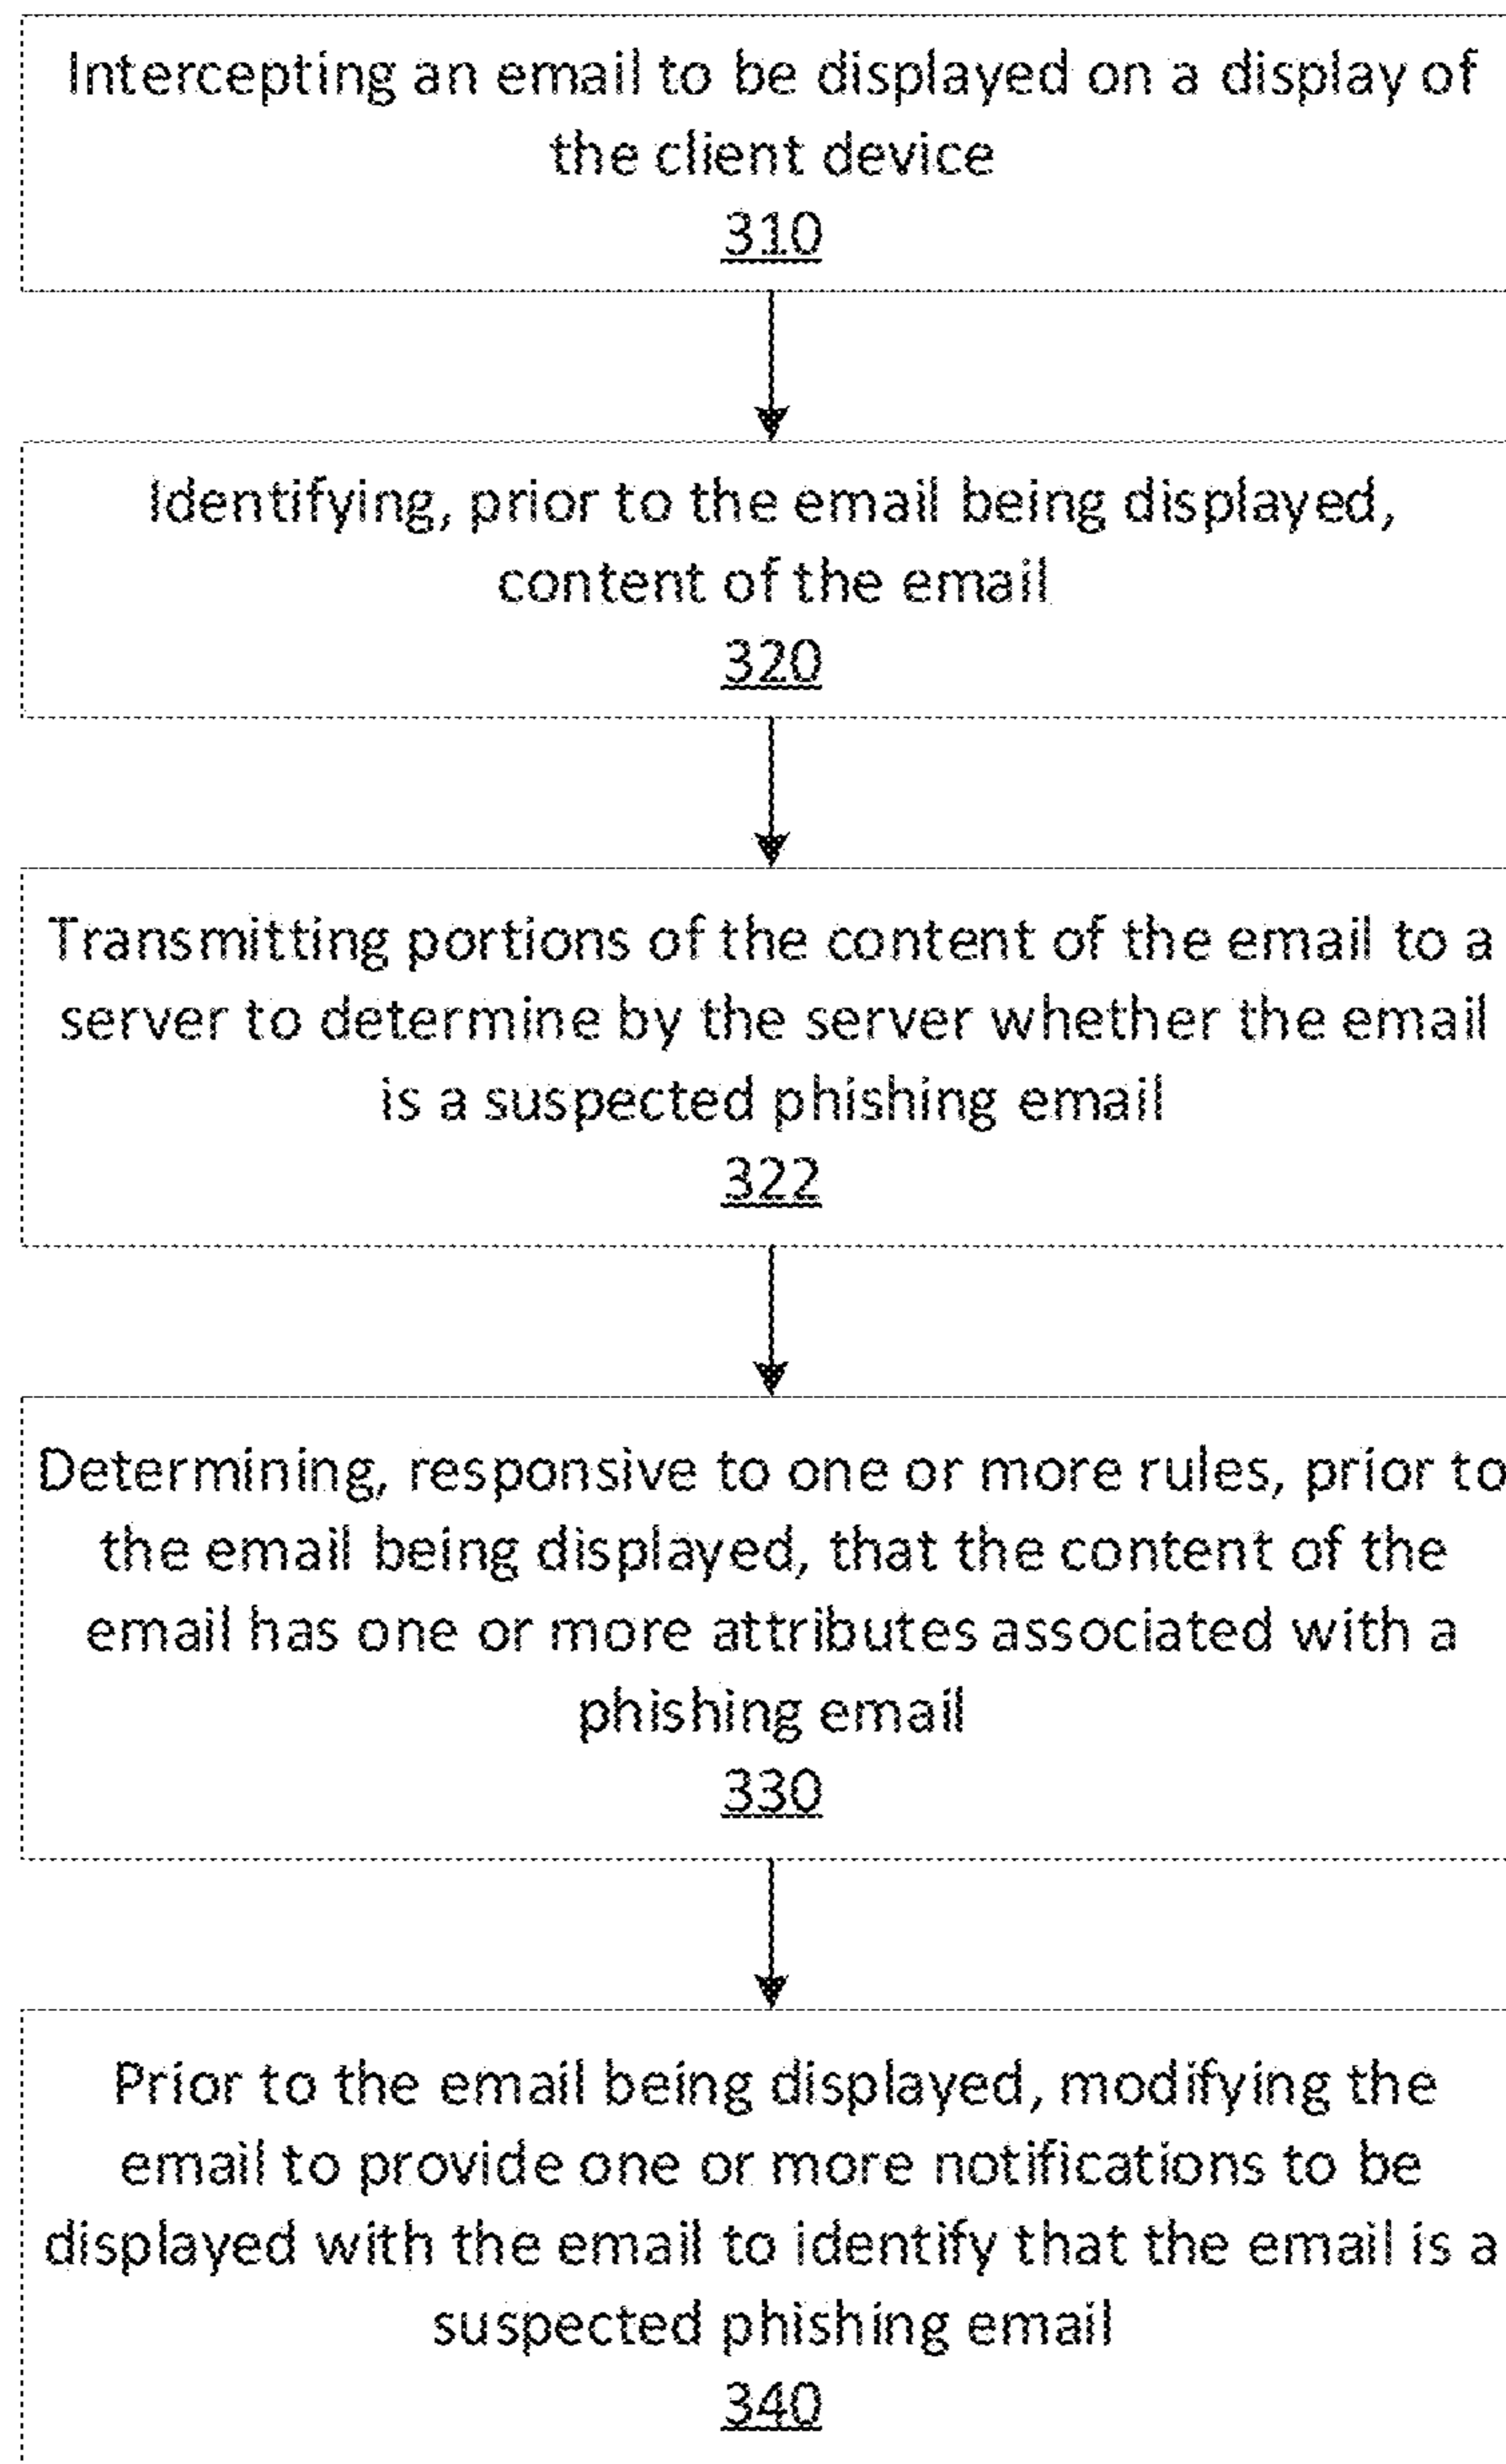 Intercepting an email to be displayed on a display of
the client device
310
Identifying, prior to the email being displayed,
content of the email
320
Transmitting portions of the content of the email to a
server to determine by the server whether the email
is a suspected phishing email
322
Determining, responsive to one or more rules, prior to
the email being displayed, that the content of the
email has one or more attributes associated with a
phishing email
330
Prior to the email being displayed, modifying the
email to provide one or more notifications to be
displayed with the email to identify that the email is a
suspected phishing email
340